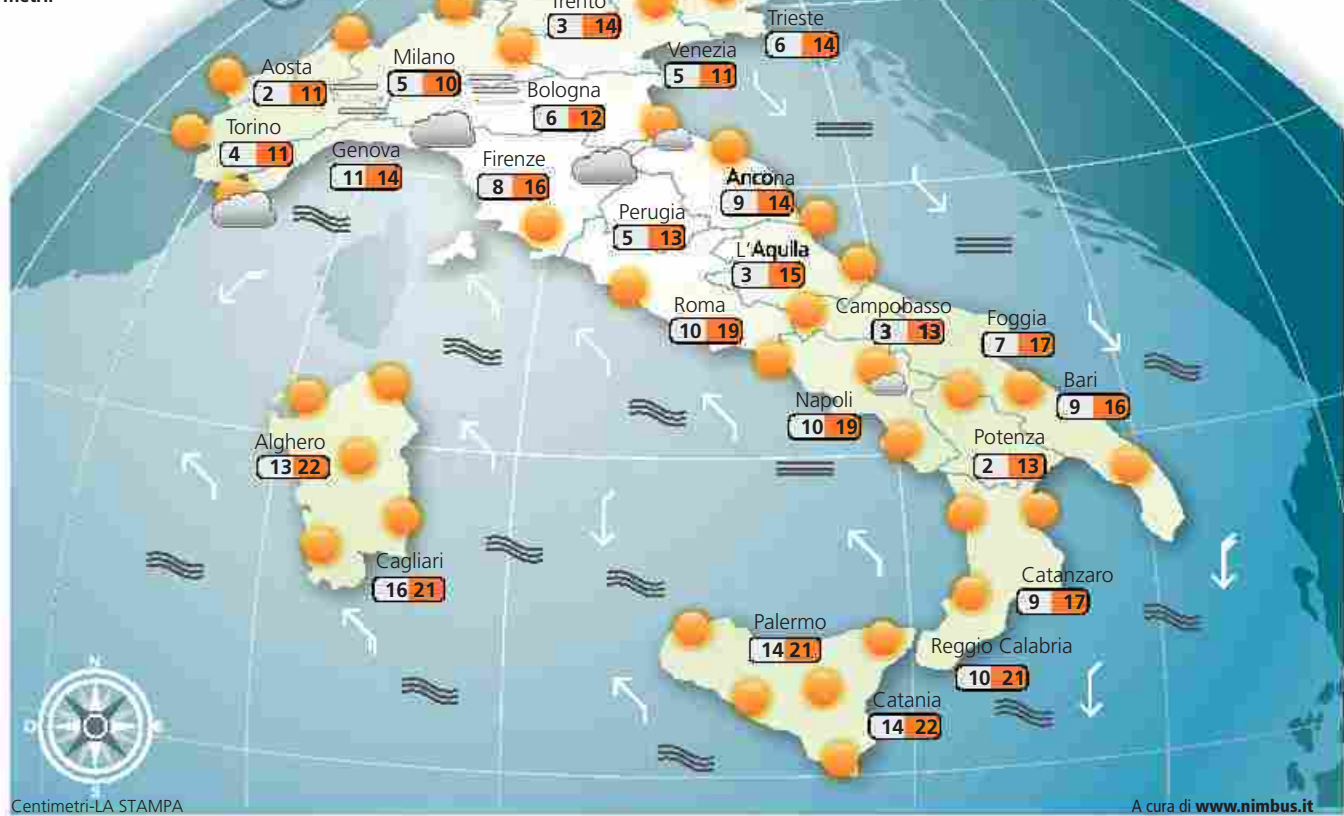 metri.
Trento
3 14
Trieste
6 14
Venezia
5 11
Milano
5 10
Aosta
2 11
Bologna
6 12
Torino
4 11
Genova
11 14
Firenze
8 16
Ancona
9 14
Perugia
5 13
L'Aquila
3 15
Roma
10 19
Campobasso
3 13
Foggia
7 17
Bari
9 16
Napoli
10 19
Potenza
2 13
Alghero
13 22
Cagliari
16 21
Catanzaro
9 17
Palermo
14 21
Reggio Calabria
10 21
Catania
14 22
N
O
E
S
Centimetri-LA STAMPA
A cura di www.nimbus.it